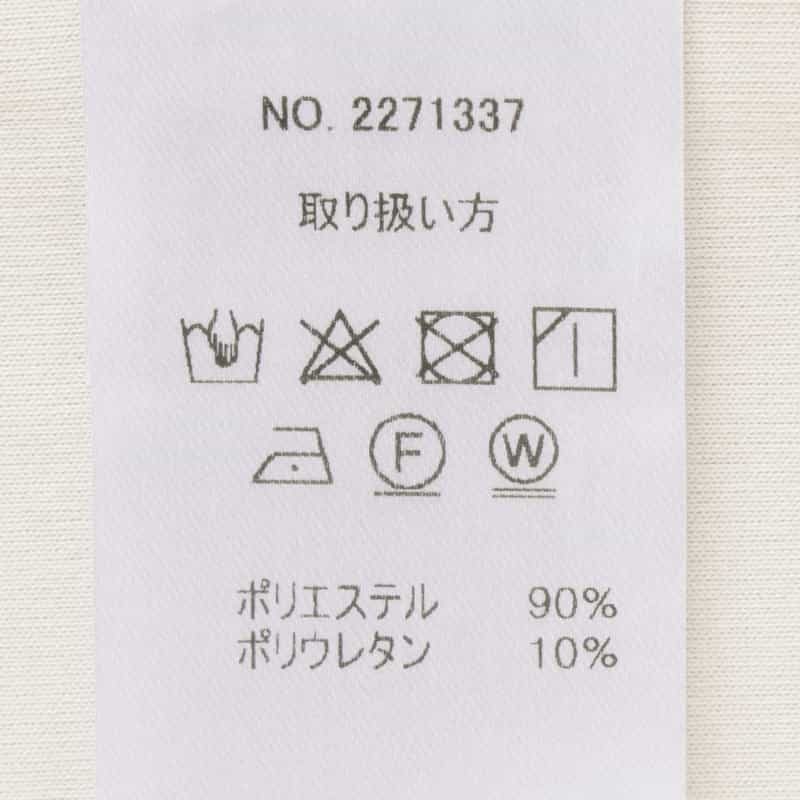 NO. 2271337
取り扱い方
F W
ポリエステル 90%
ポリウレタン 10%